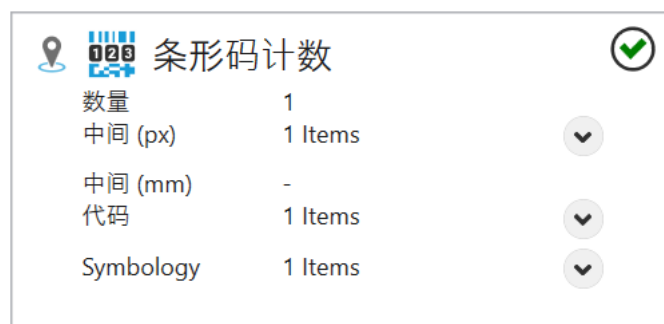 123 条形码计数
数量 1
中间 (px) 1 Items
中间 (mm) -
代码 1 Items
Symbology 1 Items